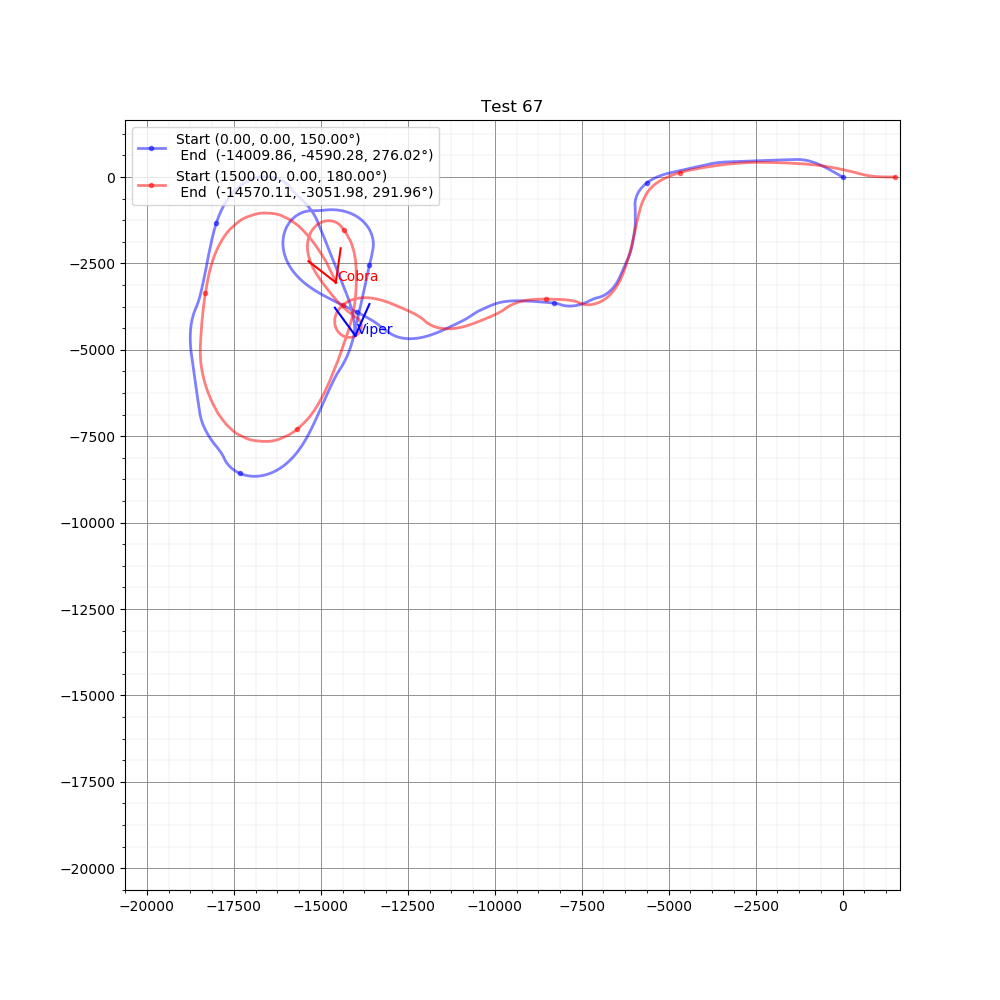 Test 67
Start (0.00, 0.00, 150.00°)
End (-14009.86, -4590.28, 276.02°)
Start (1500.00, 0.00, 180.00°)
End (-14570.11, -3051.98, 291.96°)
0
−2500
−5000
−7500
−10000
−12500
−15000
−17500
−20000
Cobra
Viper
−20000 −17500 −15000 −12500 −10000 −7500 −5000 −2500 0